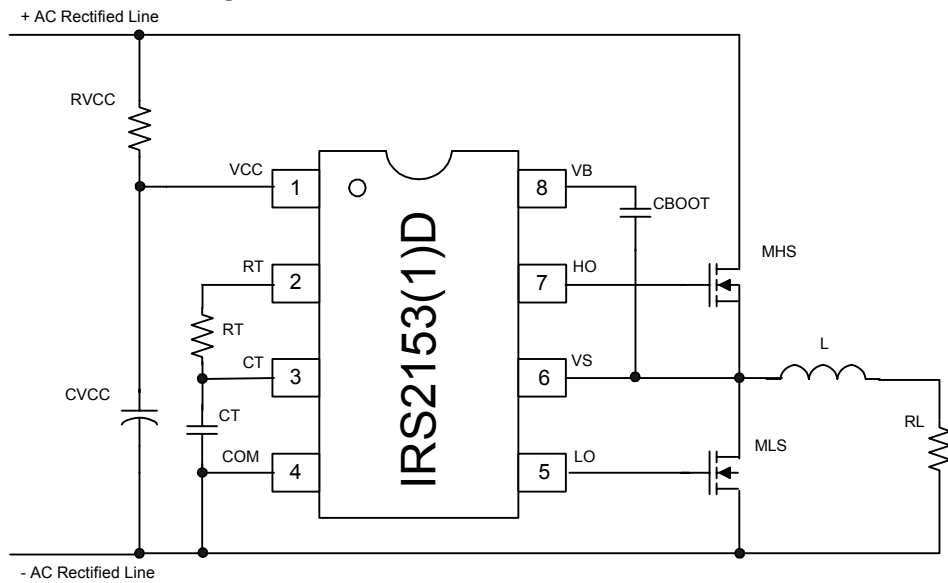 + AC Rectified Line
RVCC
VCC
1
8
VB
CBOOT
IRS2153(1)D
MHS
RT
2
7
HO
RT
L
CT
3
6
VS
CVCC
CT
RL
MLS
COM
4
5
LO
- AC Rectified Line